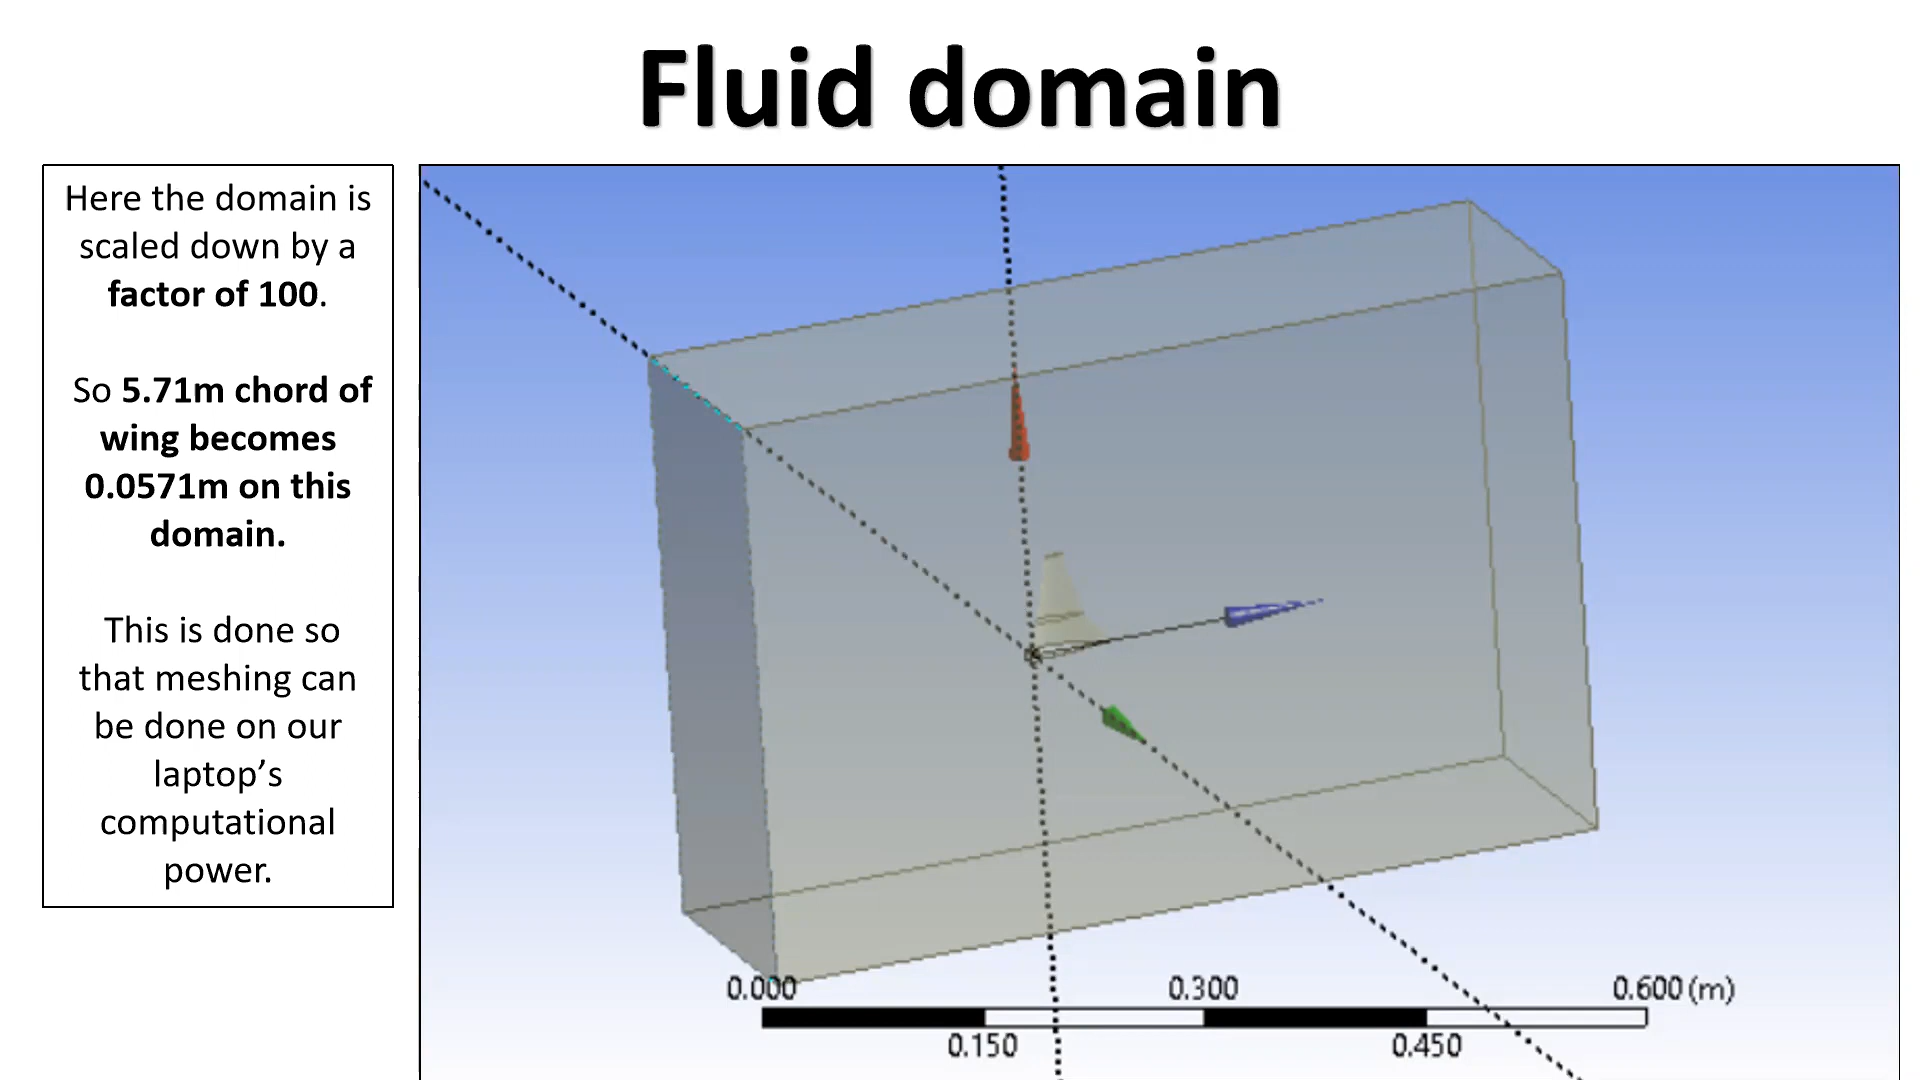 Fluid domain
Here the domain is
scaled down by a
factor of 100.
So 5.71m chord of
wing becomes
0.0571m on this
domain.
This is done so
that meshing can
be done on our
laptop’s
computational
power.
0.000 0.300 0.600 (m)
0.150 0.450